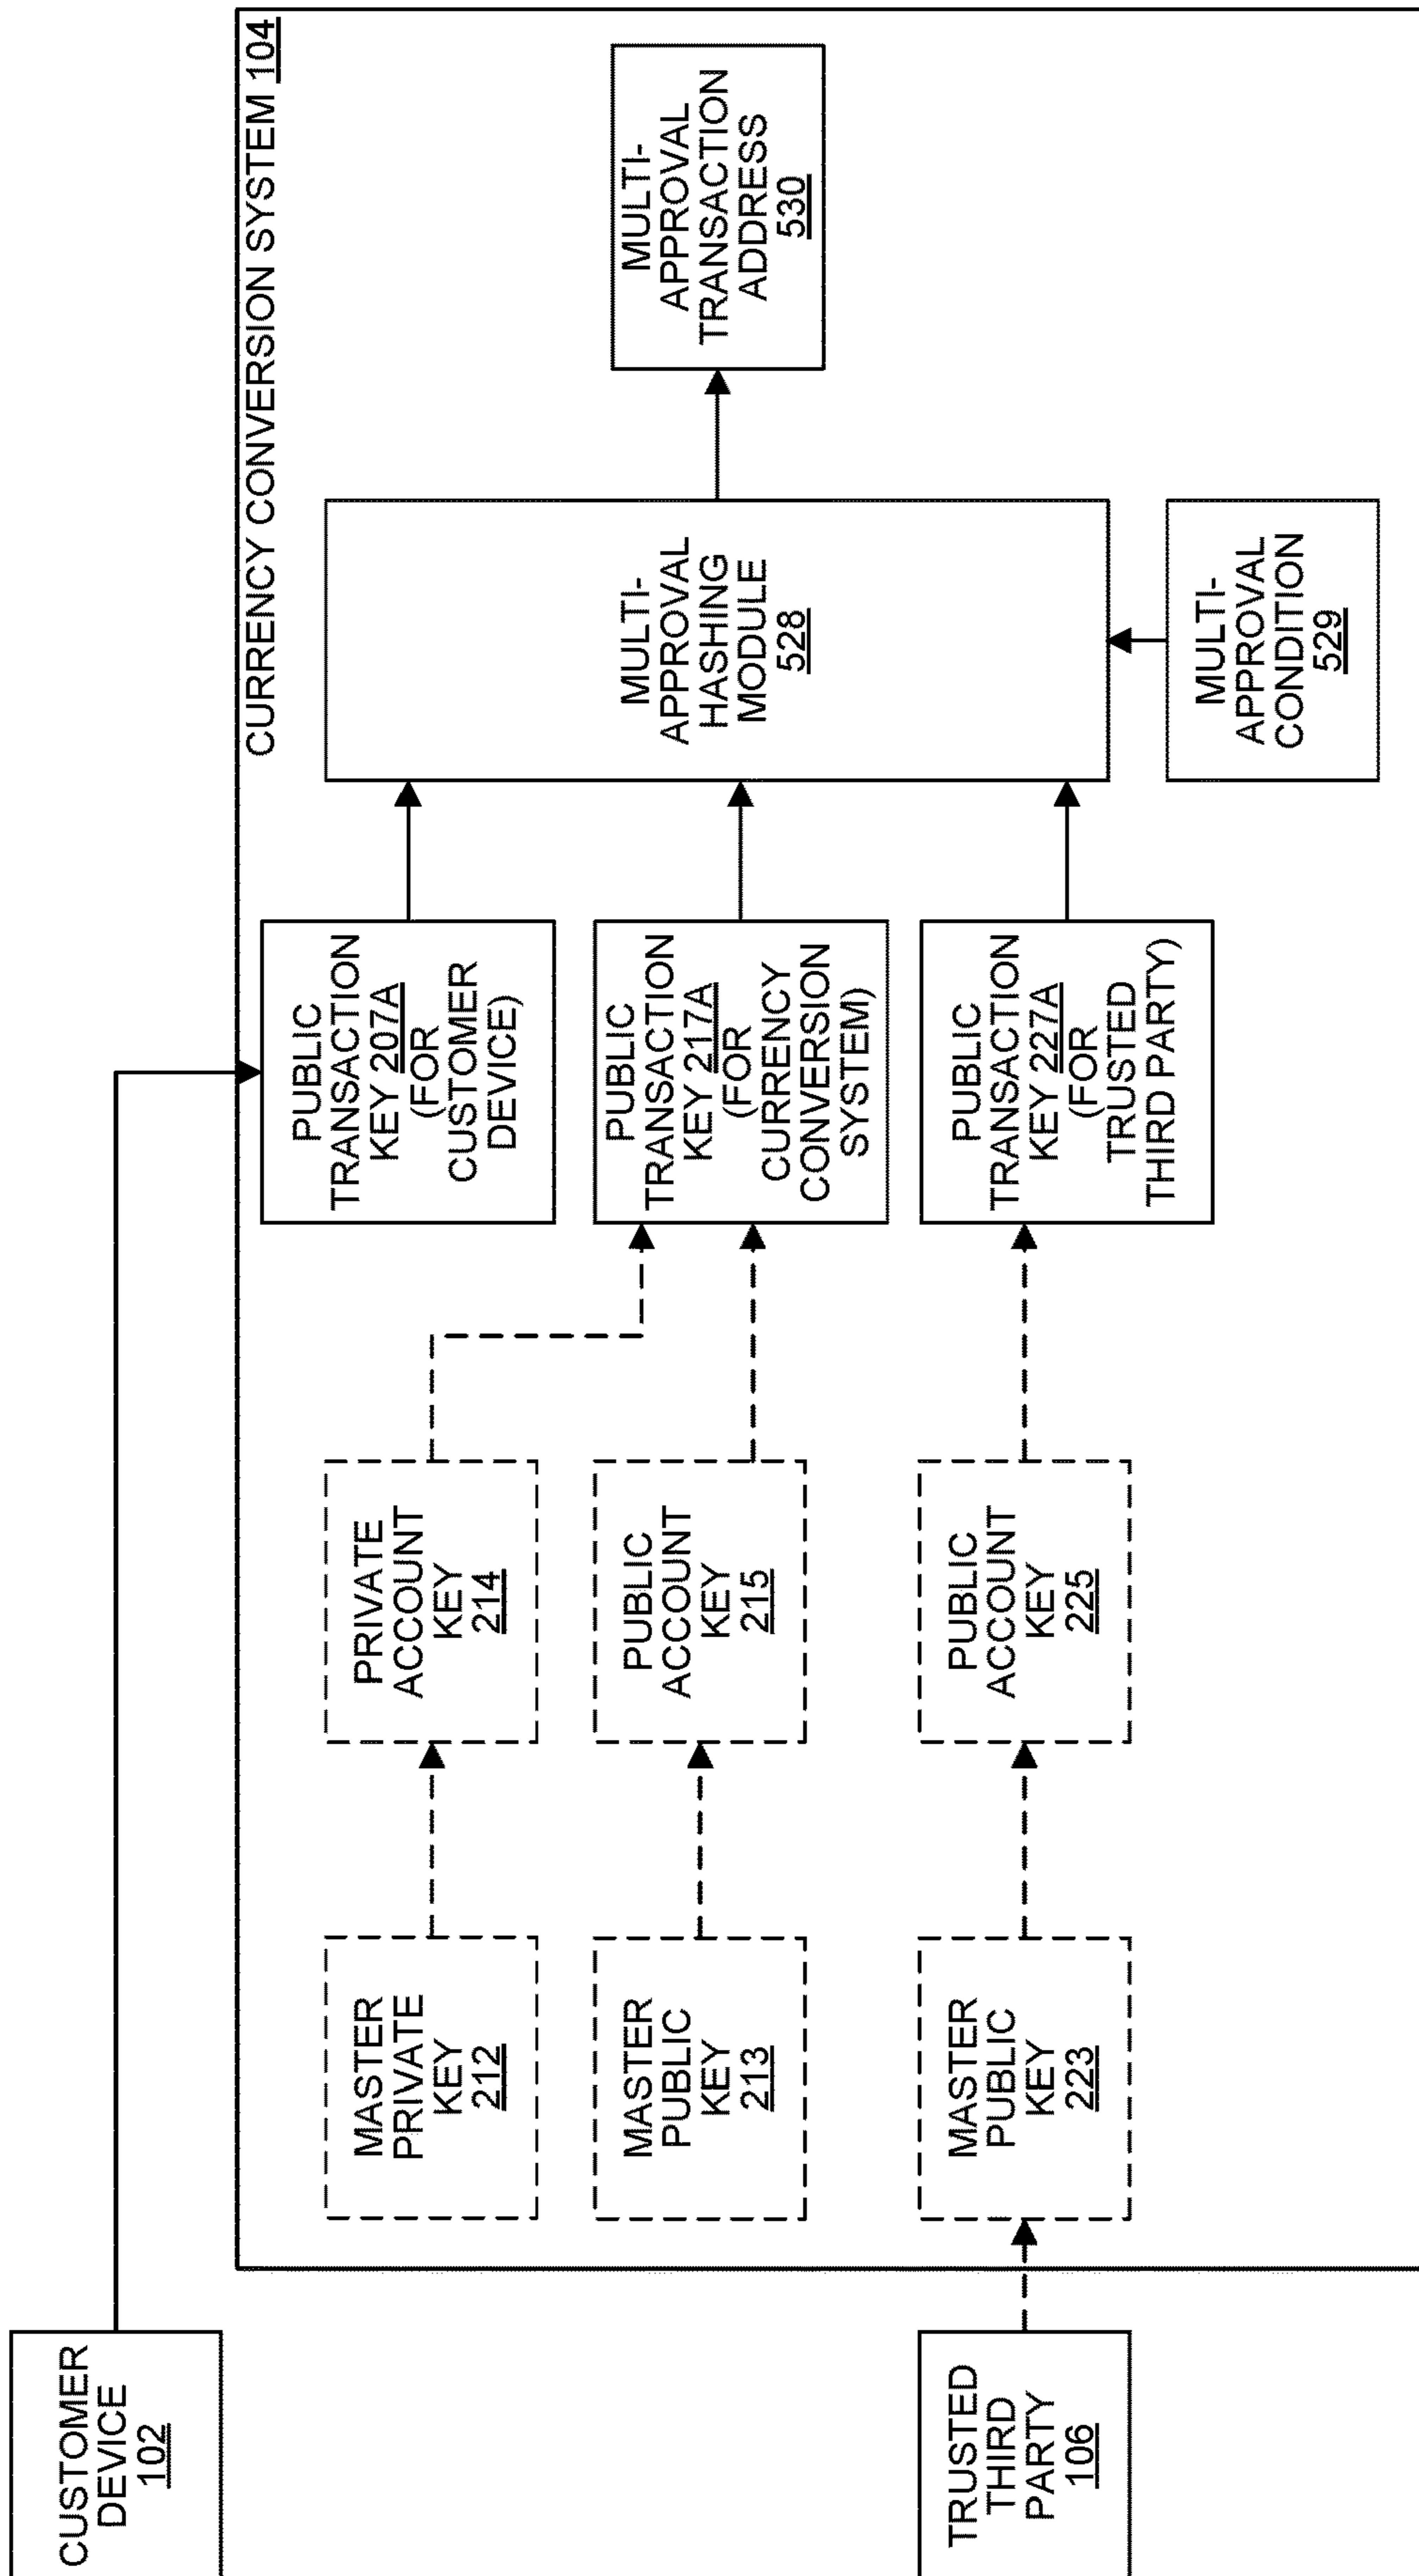 CUSTOMER
DEVICE
102
CURRENCY CONVERSION SYSTEM 104
PUBLIC
TRANSACTION
KEY 207A
(FOR
CUSTOMER
DEVICE)
MASTER
PRIVATE
KEY
212
PRIVATE
ACCOUNT
KEY
214
MASTER
PUBLIC
KEY
213
PUBLIC
ACCOUNT
KEY
215
PUBLIC
TRANSACTION
KEY 217A
(FOR
CURRENCY
CONVERSION
SYSTEM)
MULTI-
APPROVAL
HASHING
MODULE
528
MULTI-
APPROVAL
TRANSACTION
ADDRESS
530
TRUSTED
THIRD
PARTY
106
MASTER
PUBLIC
KEY
223
PUBLIC
ACCOUNT
KEY
225
PUBLIC
TRANSACTION
KEY 227A
(FOR
TRUSTED
THIRD PARTY)
MULTI-
APPROVAL
CONDITION
529